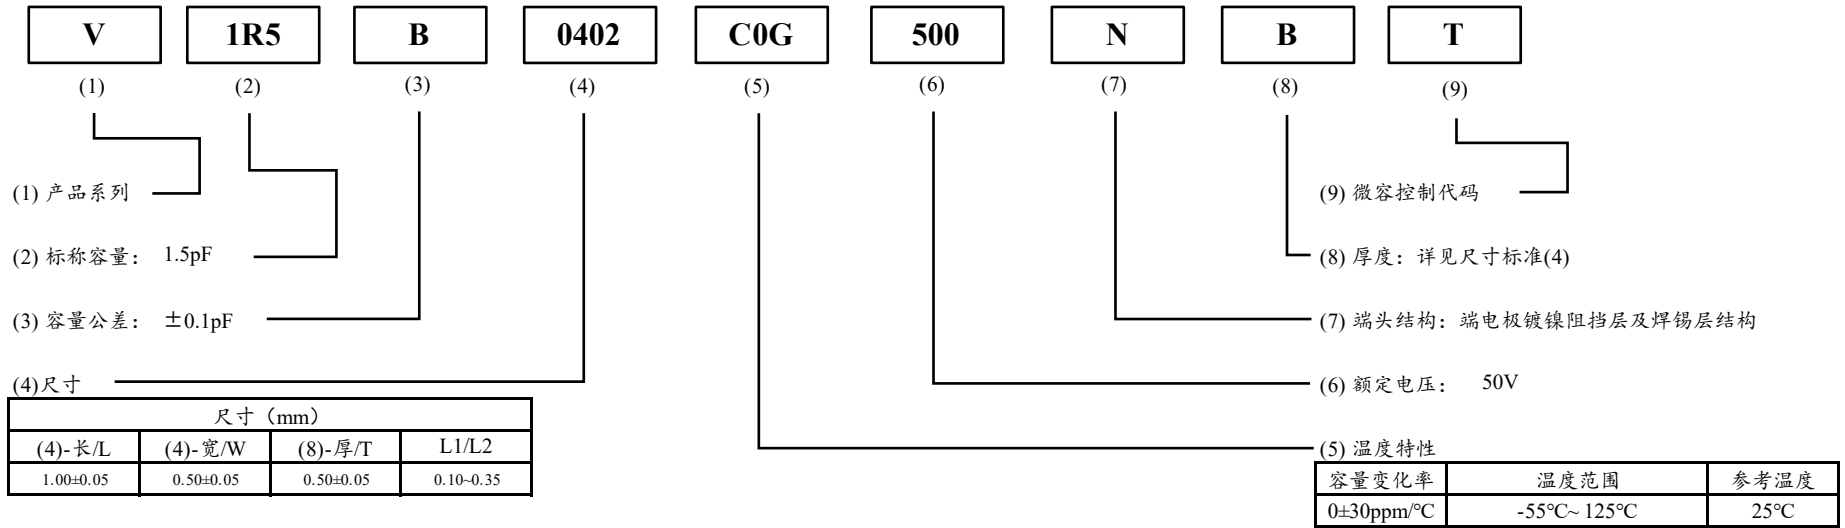 V 1R5 B 0402 C0G 500 N B T
(1) (2) (3) (4) (5) (6) (7) (8) (9)
(1) 产品系列
(9) 微容控制代码
(2) 标称容量: 1.5pF
(8) 厚度: 详见尺寸标准(4)
(3) 容量公差: ±0.1pF
(7) 端头结构: 端电极镀镍阻挡层及焊锡层结构
(4)尺寸
(6) 额定电压: 50V
尺寸（mm）
(4)-长/L (4)-宽/W (8)-厚/T L1/L2
1.00±0.05 0.50±0.05 0.50±0.05 0.10~0.35
(5) 温度特性
容量变化率 温度范围 参考温度
0±30ppm/℃ -55℃~ 125℃ 25℃